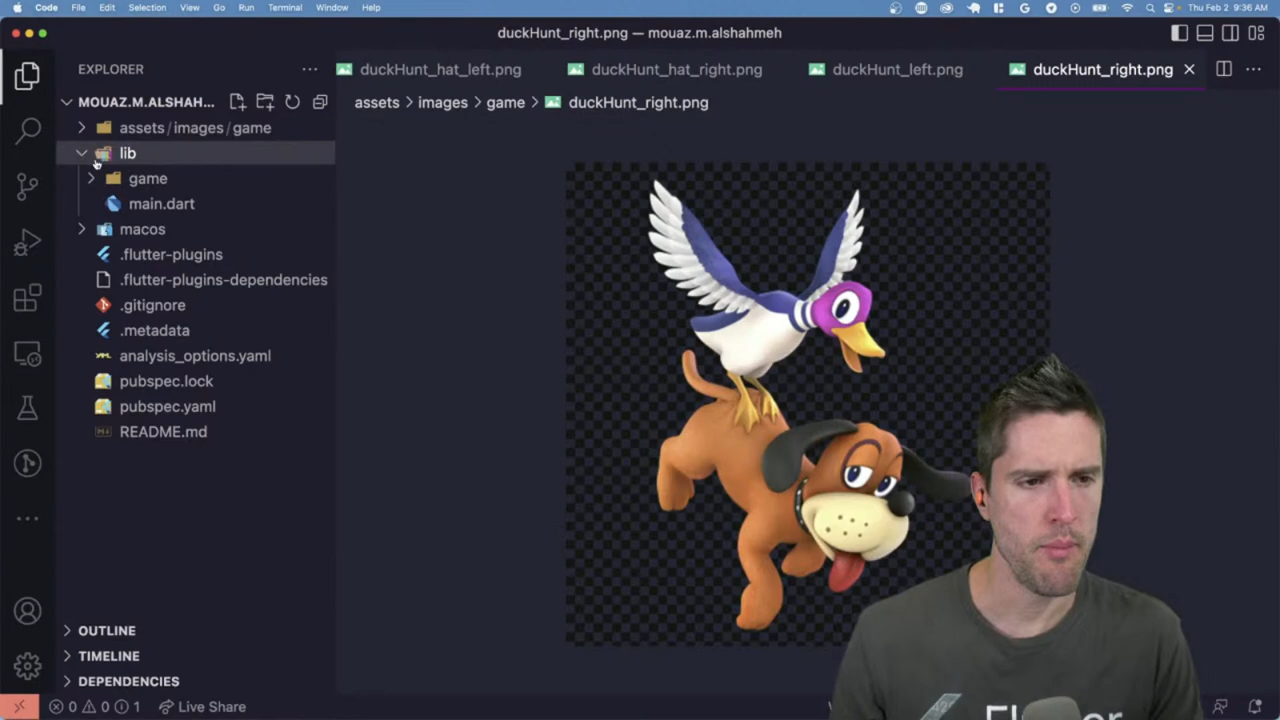 Code File Edit Selection View Go Run Terminal Window Help Thu Feb 2 9:36 AM
duckHunt_right.png — mouaz.m.alshahmeh
EXPLORER
duckHunt_hat_left.png duckHunt_hat_right.png duckHunt_left.png duckHunt_right.png
MOUAZ.M.ALSHAH...
assets > images > game > duckHunt_right.png
assets / images / game
lib
game
main.dart
macos
.flutter-plugins
.flutter-plugins-dependencies
.gitignore
.metadata
analysis_options.yaml
pubspec.lock
pubspec.yaml
README.md
OUTLINE
TIMELINE
DEPENDENCIES
0 0 1 Live Share